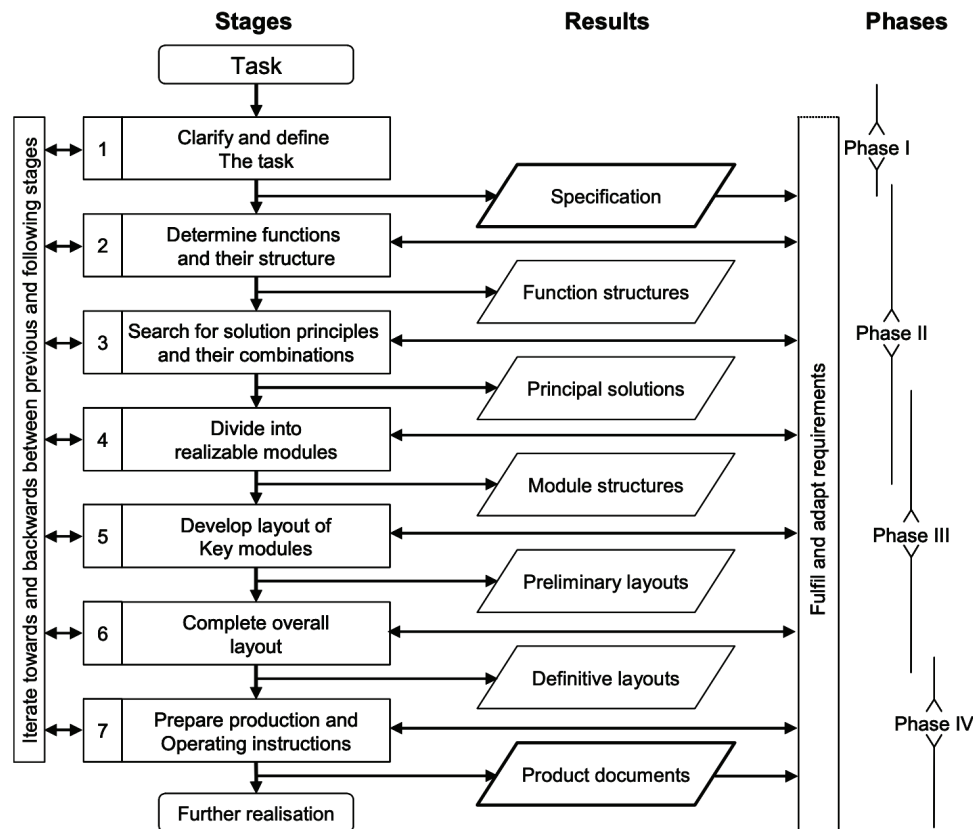 Stages
Results
Phases
Task
Iterate towards and backwards between previous and following stages
1
Clarify and define
The task
Phase I
Specification
2
Determine functions
and their structure
Function structures
3
Search for solution principles
and their combinations
Phase II
Principal solutions
Fulfil and adapt requirements
4
Divide into
realizable modules
Module structures
5
Develop layout of
Key modules
Phase III
Preliminary layouts
6
Complete overall
layout
Definitive layouts
7
Prepare production and
Operating instructions
Phase IV
Product documents
Further realisation